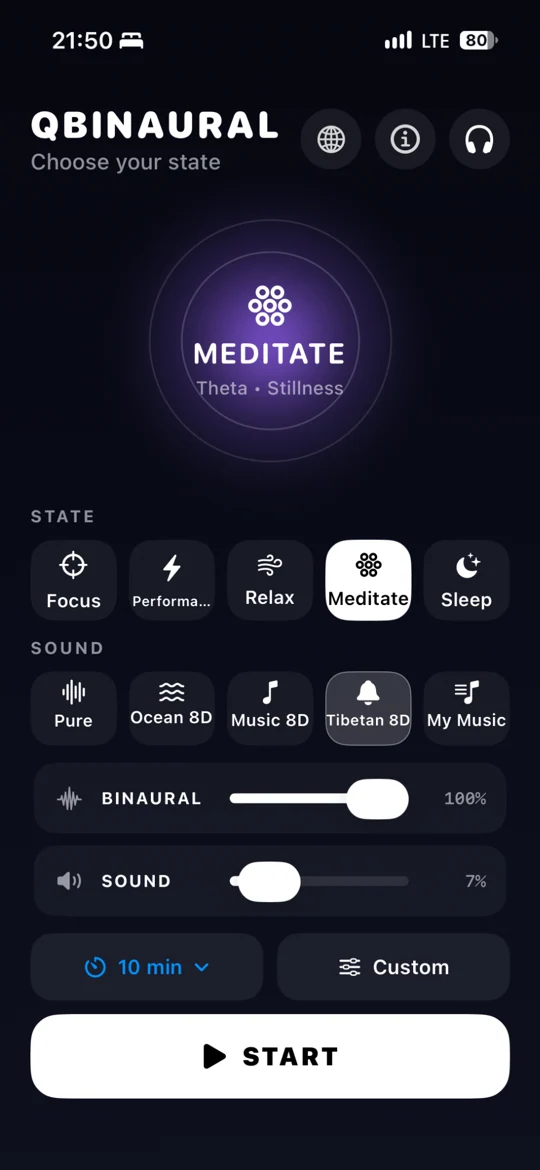 21:50
LTE
80
QBINAURAL
Choose your state
MEDITATE
Theta • Stillness
STATE
Focus
Performa...
Relax
Meditate
Sleep
SOUND
Pure
Ocean 8D
Music 8D
Tibetan 8D
My Music
BINAURAL 100%
SOUND 7%
10 min
Custom
START